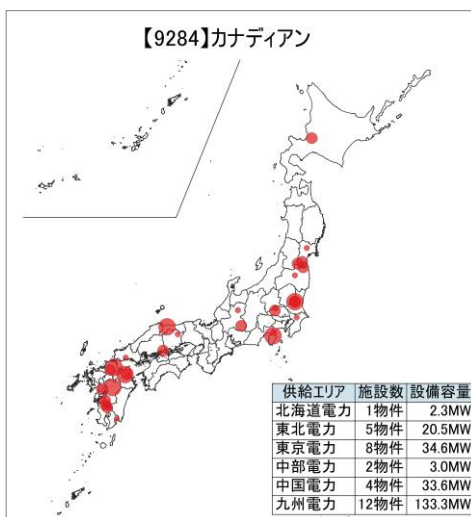 【9284】カナディアン
供給エリア 施設数 設備容量
北海道電力 1物件 2.3MW
東北電力 5物件 20.5MW
東京電力 8物件 34.6MW
中部電力 2物件 3.0MW
中国電力 4物件 33.6MW
九州電力 12物件 133.3MW